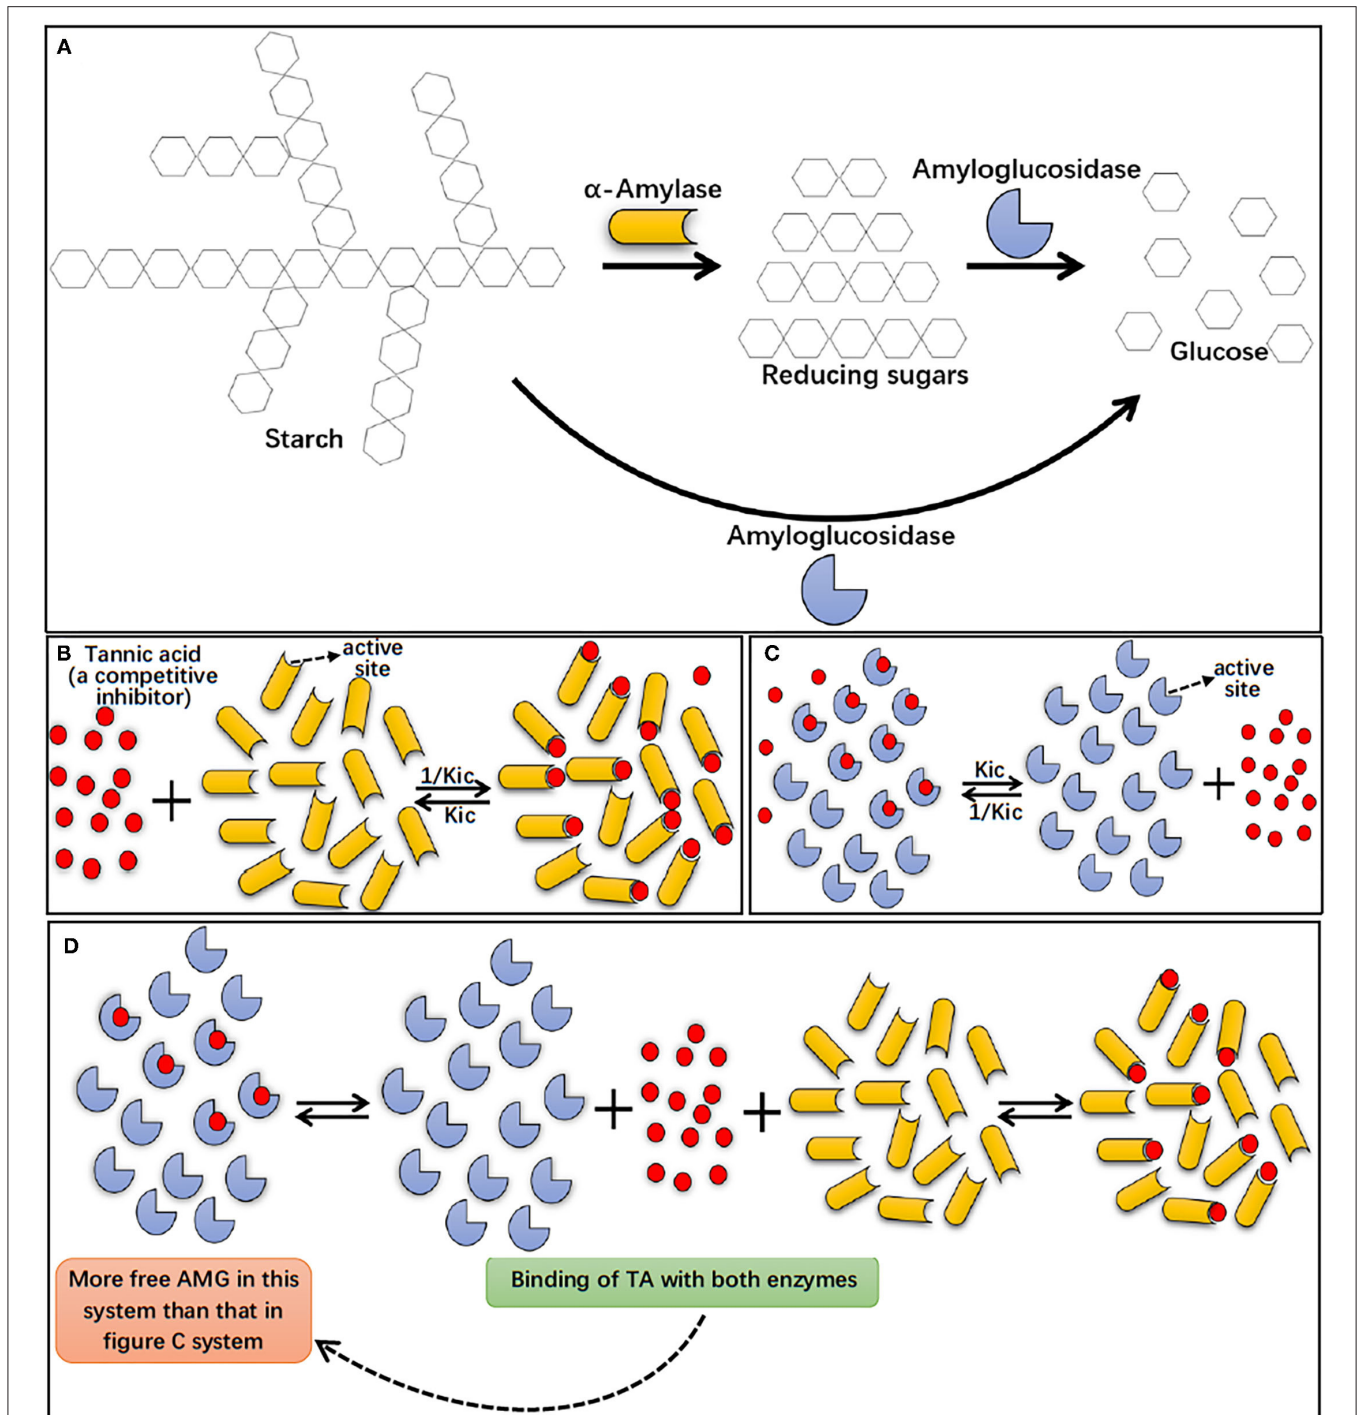 A
α-Amylase
Amyloglucosidase
Glucose
Reducing sugars
Starch
Amyloglucosidase
B
Tannic acid
(a competitive
inhibitor)
active
site
1/Kic
Kic
C
active
site
Kic
1/Kic
D
More free AMG in this
system than that in
figure C system
Binding of TA with both enzymes